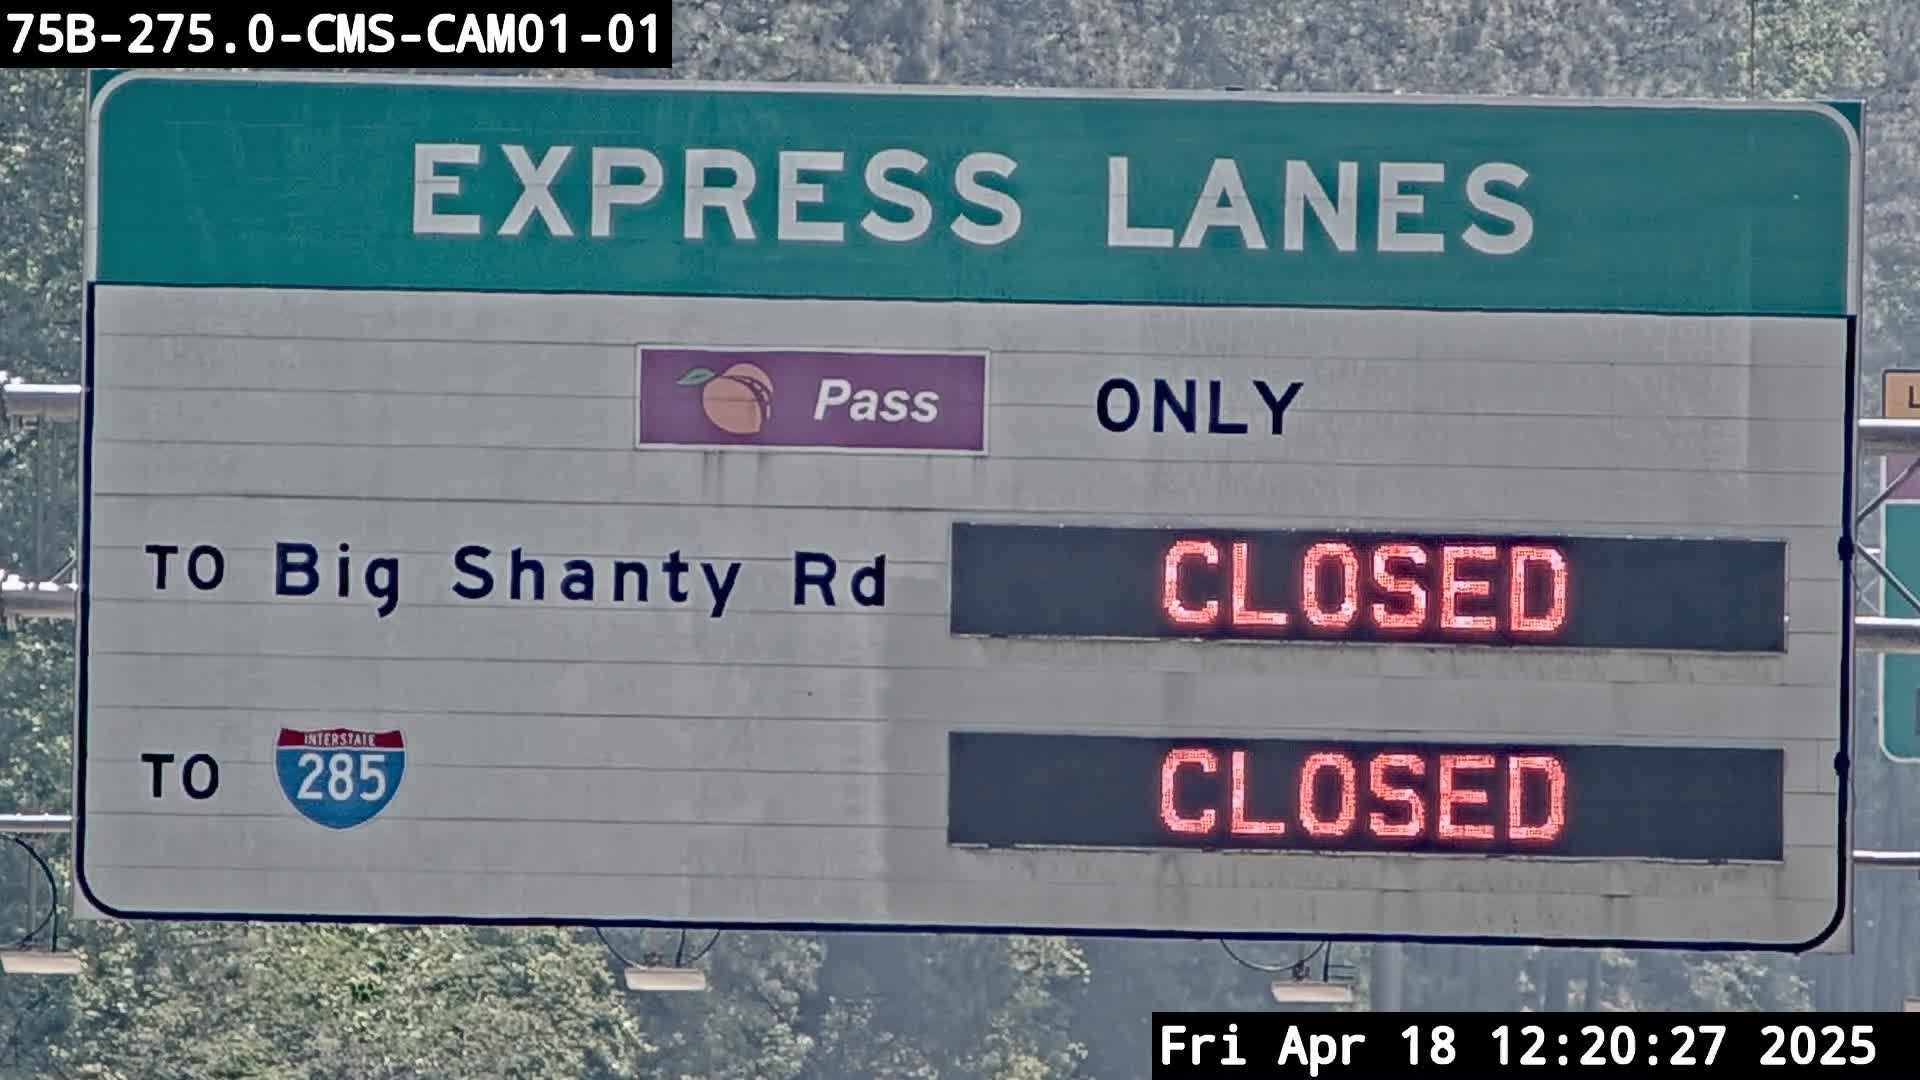 75B-275.0-CMS-CAM01-01
EXPRESS LANES
Pass ONLY
TO Big Shanty Rd CLOSED
TO INTERSTATE 285 CLOSED
Fri Apr 18 12:20:27 2025